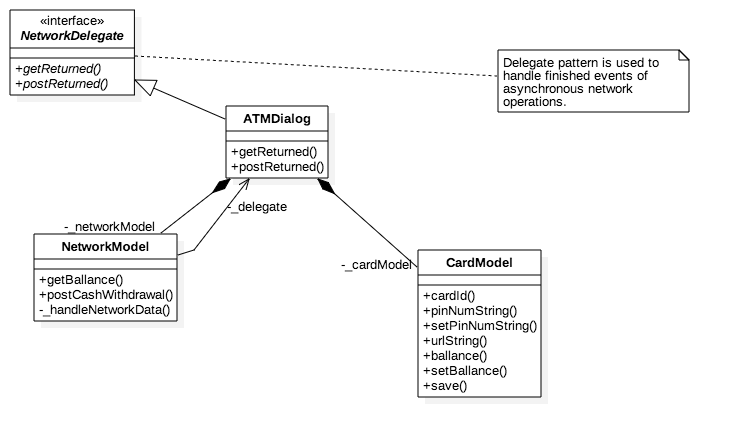 «interface»
NetworkDelegate
+getReturned()
+postReturned()
Delegate pattern is used to
handle finished events of
asynchronous network
operations.
ATMDialog
+getReturned()
+postReturned()
-_networkModel
-_delegate
NetworkModel
+getBallance()
+postCashWithdrawal()
-_handleNetworkData()
-_cardModel
CardModel
+cardId()
+pinNumString()
+setPinNumString()
+urlString()
+ballance()
+setBallance()
+save()